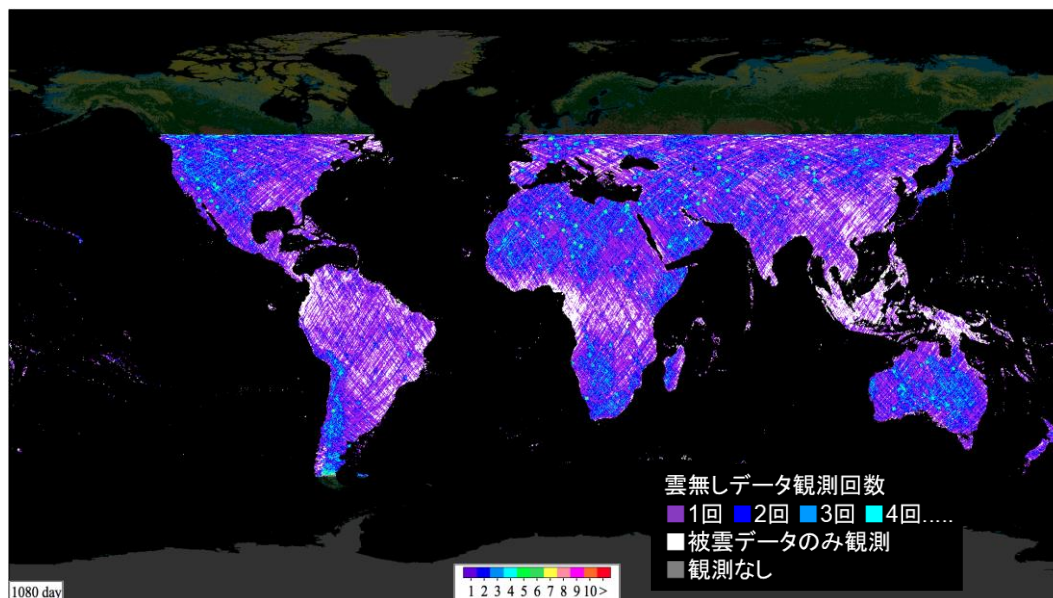 雲無しデータ観測回数
1回 2回 3回 4回.....
被雲データのみ観測
観測なし
1080 day
1 2 3 4 5 6 7 8 9 10 >